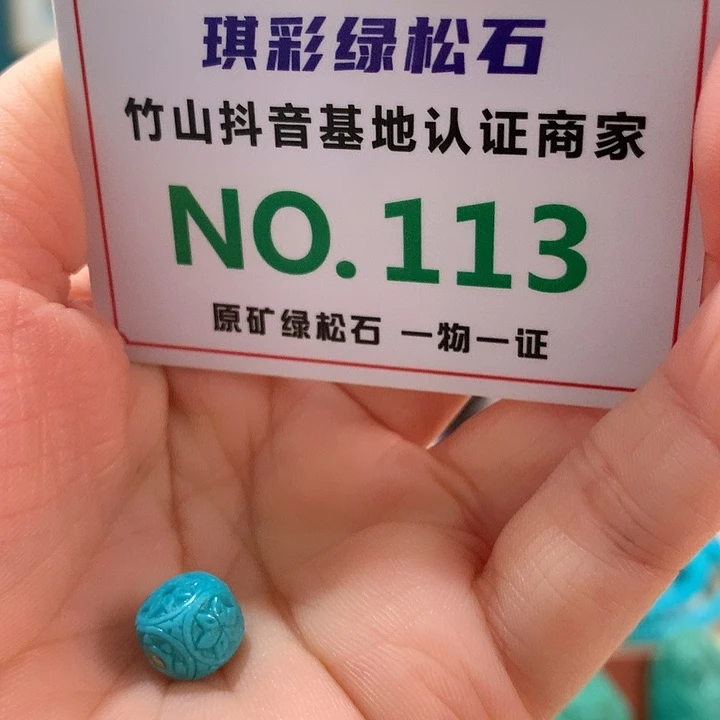 琪彩绿松石
竹山抖音基地认证商家
NO.113
原矿绿松石 一物一证